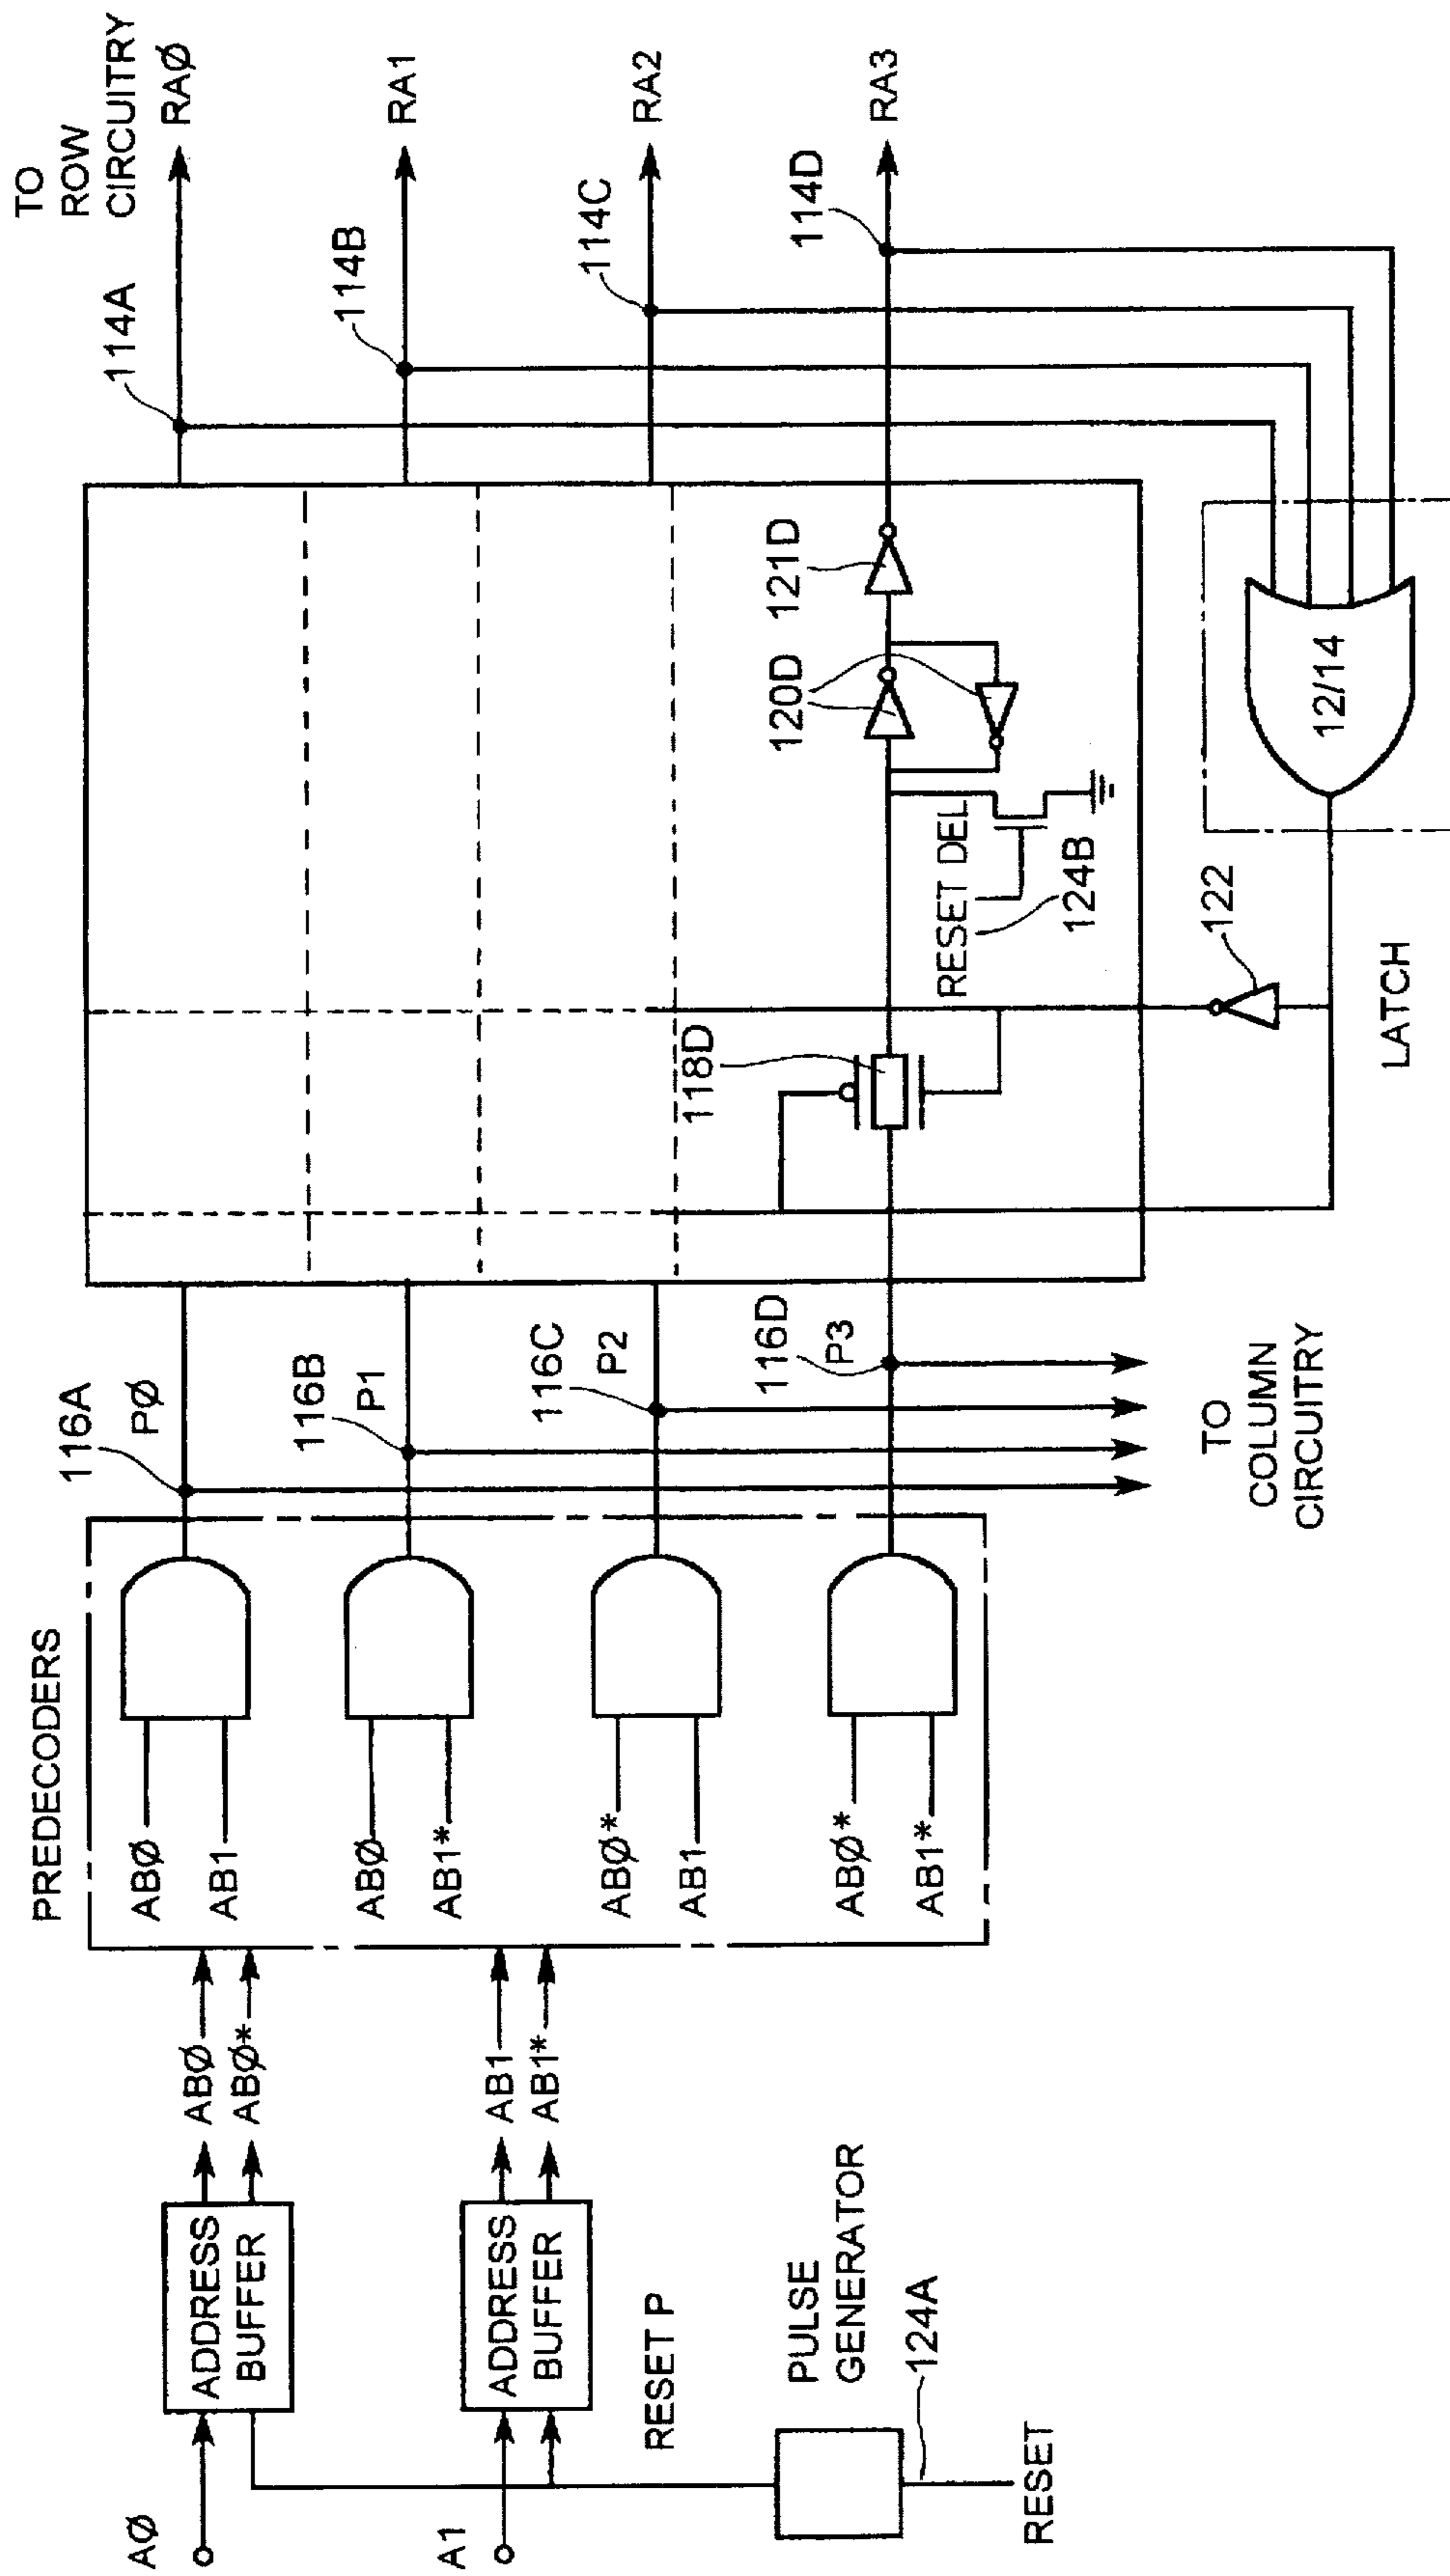 AØ
A1
RESET
124A
PULSE
GENERATOR
RESET P
ADDRESS
BUFFER
ADDRESS
BUFFER
ABØ
ABØ*
AB1
AB1*
PREDECODERS
ABØ
AB1
ABØ
AB1*
ABØ*
AB1
ABØ*
AB1*
116A
PØ
116B
P1
116C
P2
116D
P3
TO
COLUMN
CIRCUITRY
118D
RESET DEL
124B
120D
121D
122
LATCH
12/14
114A
114B
114C
114D
TO
ROW
CIRCUITRY
RAØ
RA1
RA2
RA3